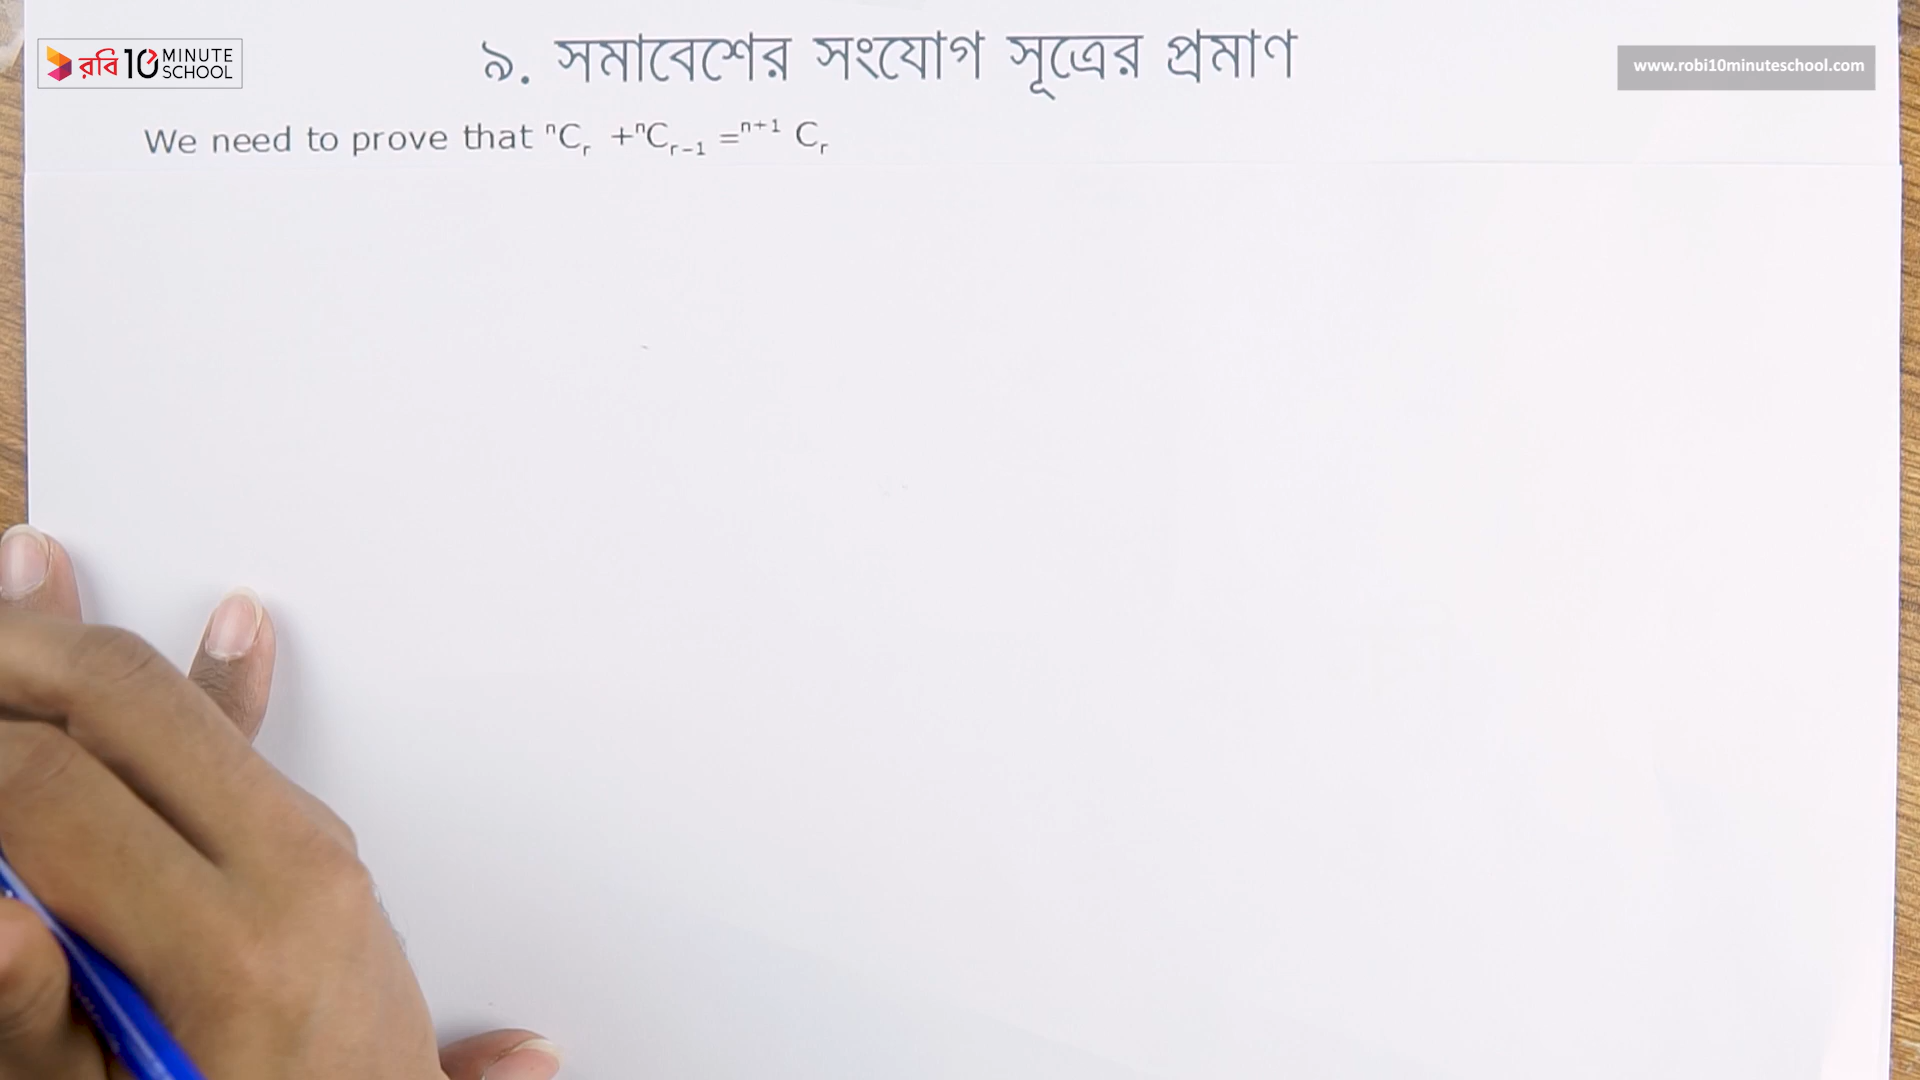 রবি 10 MINUTE SCHOOL
৯. সমাবেশের সংযোগ সূত্রের প্রমাণ
www.robi10minuteschool.com
We need to prove that ⁿCᵣ +ⁿCᵣ₋₁ =ⁿ⁺¹ Cᵣ